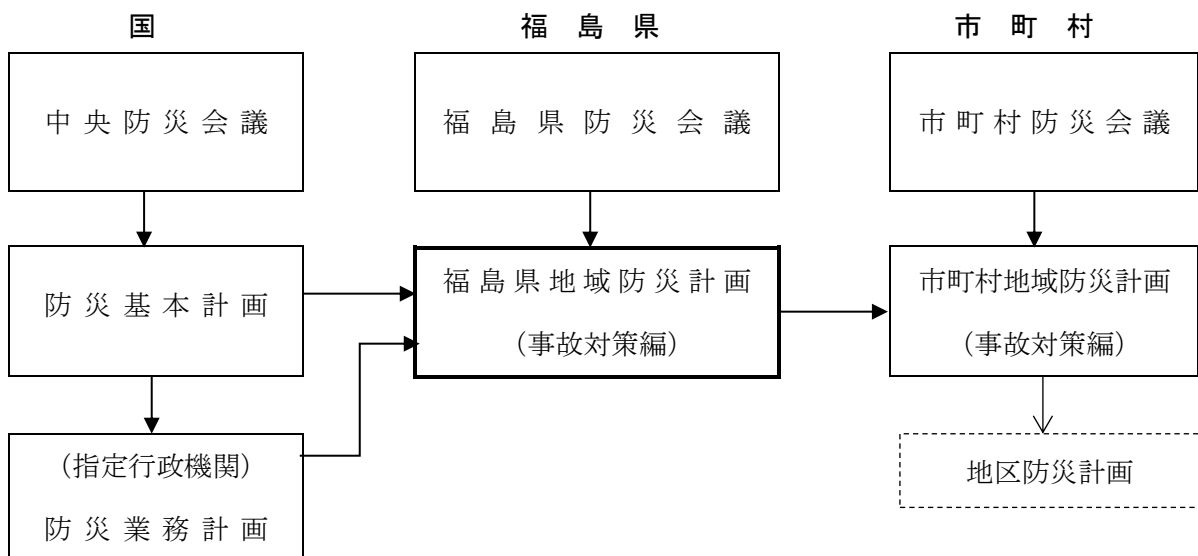 国
福島県
市町村
中央防災会議
福島県防災会議
市町村防災会議
防災基本計画
福島県地域防災計画
(事故対策編)
市町村地域防災計画
(事故対策編)
(指定行政機関)
防災業務計画
地区防災計画